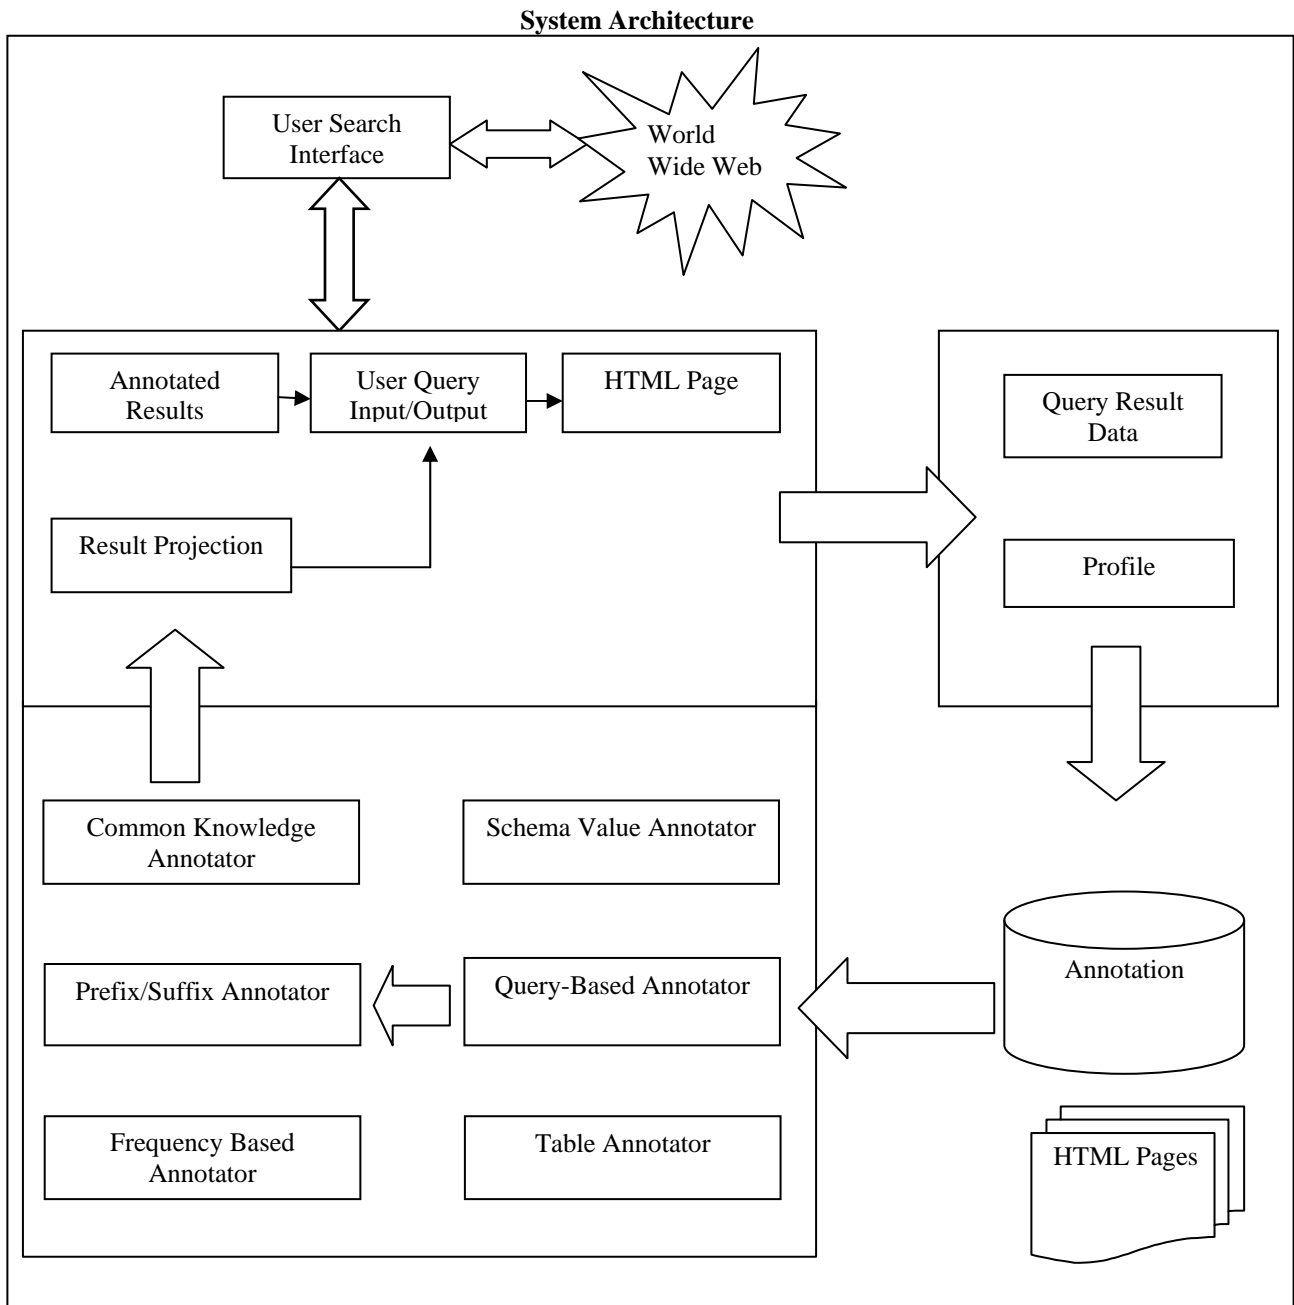 System Architecture
User Search
Interface
World
Wide Web
Annotated
Results
User Query
Input/Output
HTML Page
Query Result
Data
Result Projection
Profile
Common Knowledge
Annotator
Schema Value Annotator
Prefix/Suffix Annotator
Query-Based Annotator
Annotation
Frequency Based
Annotator
Table Annotator
HTML Pages